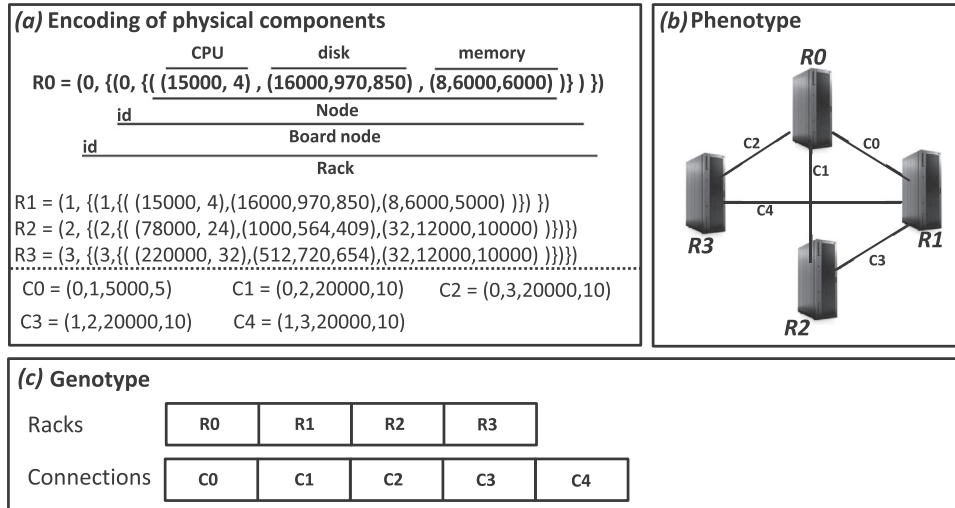 (a) Encoding of physical components
CPU disk memory
R0 = (0, {(0, {( (15000, 4) , (16000,970,850) , (8,6000,6000) )} ) })
id Node
Board node
id
Rack
R1 = (1, {(1,{( (15000, 4),(16000,970,850),(8,6000,5000) )}) })
R2 = (2, {(2,{( (78000, 24),(1000,564,409),(32,12000,10000) )})})
R3 = (3, {(3,{( (220000, 32),(512,720,654),(32,12000,10000) )})})
C0 = (0,1,5000,5) C1 = (0,2,20000,10) C2 = (0,3,20000,10)
C3 = (1,2,20000,10) C4 = (1,3,20000,10)
(b) Phenotype
R0
C2 C0
C1
C4
R3 R1
C3
R2
(c) Genotype
Racks R0 R1 R2 R3
Connections C0 C1 C2 C3 C4